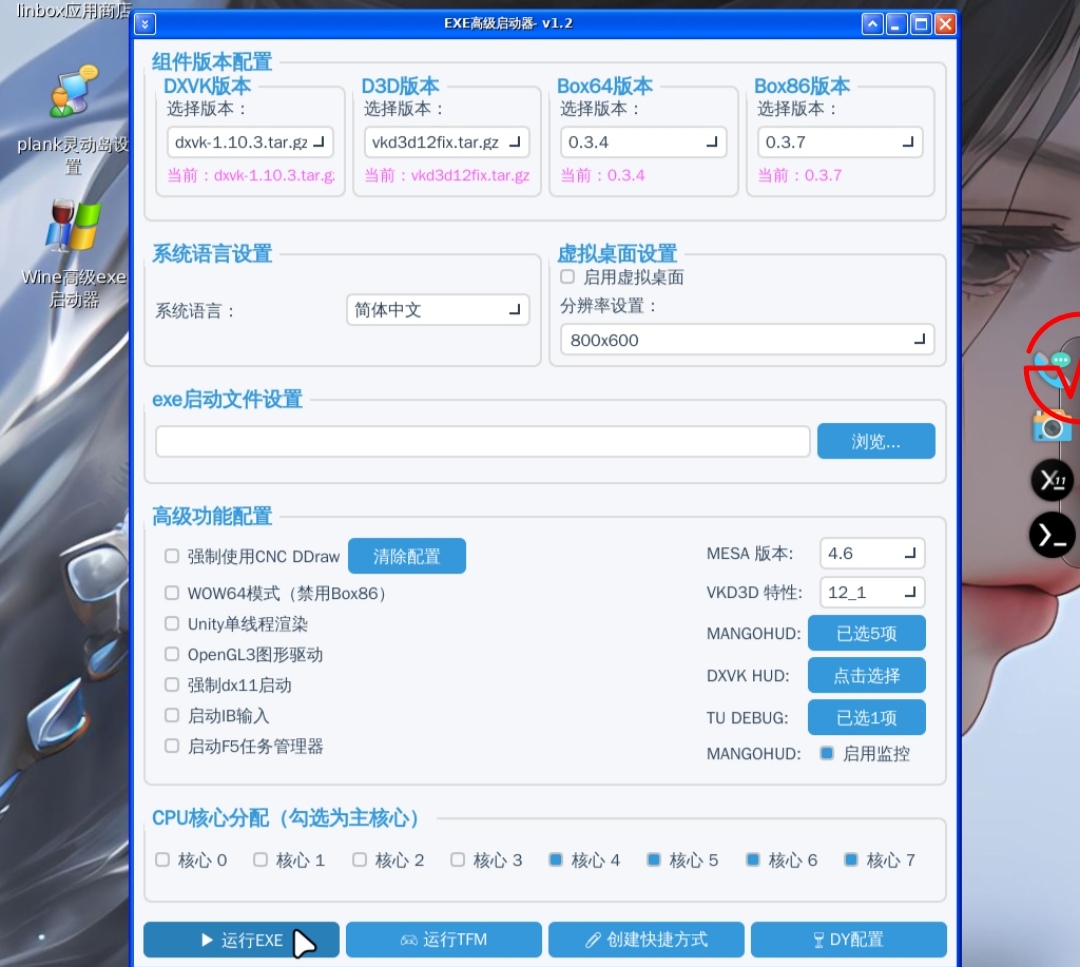 linbox应用商店
plank灵动岛设
置
Wine高级exe
启动器
EXE高级启动器- v1.2
组件版本配置
DXVK版本
选择版本：
dxvk-1.10.3.tar.gz
当前：dxvk-1.10.3.tar.g
D3D版本
选择版本：
vkd3d12fix.tar.gz
当前：vkd3d12fix.tar.gz
Box64版本
选择版本：
0.3.4
当前：0.3.4
Box86版本
选择版本：
0.3.7
当前：0.3.7
系统语言设置
系统语言：
简体中文
虚拟桌面设置
启用虚拟桌面
分辨率设置：
800x600
exe启动文件设置
浏览...
高级功能配置
强制使用CNC DDraw
清除配置
WOW64模式（禁用Box86）
Unity单线程渲染
OpenGL3图形驱动
强制dx11启动
启动IB输入
启动F5任务管理器
MESA 版本:
4.6
VKD3D 特性:
12_1
MANGOHUD:
已选5项
DXVK HUD:
点击选择
TU DEBUG:
已选1项
MANGOHUD:
启用监控
X11
CPU核心分配（勾选为主核心）
核心 0
核心 1
核心 2
核心 3
核心 4
核心 5
核心 6
核心 7
运行EXE
运行TFM
创建快捷方式
DY配置